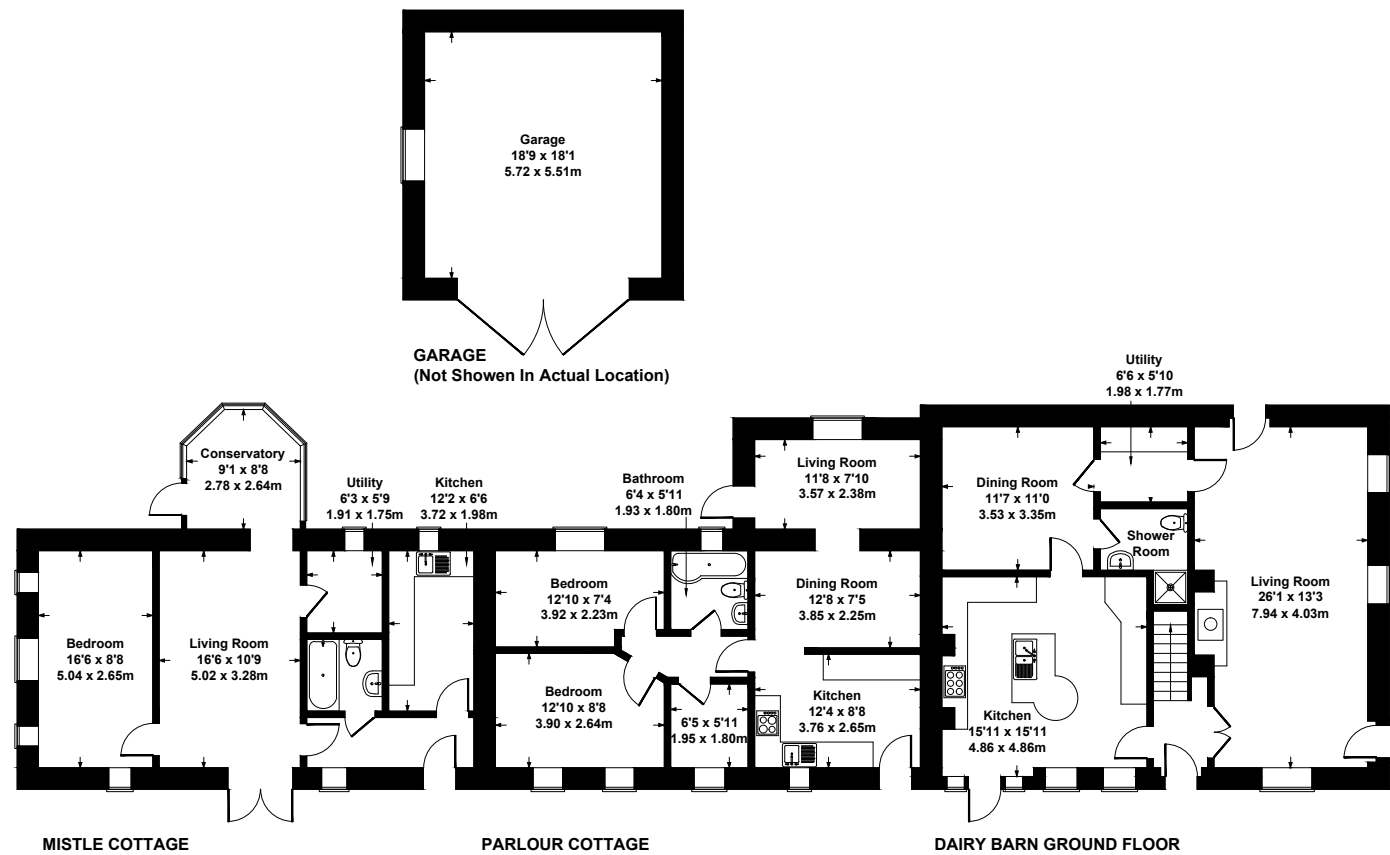 Garage
18'9 x 18'1
5.72 x 5.51m
GARAGE
(Not Showen In Actual Location)
Utility
6'6 x 5'10
1.98 x 1.77m
Conservatory
9'1 x 8'8
2.78 x 2.64m
Utility
6'3 x 5'9
1.91 x 1.75m
Kitchen
12'2 x 6'6
3.72 x 1.98m
Bathroom
6'4 x 5'11
1.93 x 1.80m
Living Room
11'8 x 7'10
3.57 x 2.38m
Dining Room
11'7 x 11'0
3.53 x 3.35m
Shower
Room
Bedroom
16'6 x 8'8
5.04 x 2.65m
Living Room
16'6 x 10'9
5.02 x 3.28m
Bedroom
12'10 x 7'4
3.92 x 2.23m
Dining Room
12'8 x 7'5
3.85 x 2.25m
Living Room
26'1 x 13'3
7.94 x 4.03m
Bedroom
12'10 x 8'8
3.90 x 2.64m
6'5 x 5'11
1.95 x 1.80m
Kitchen
12'4 x 8'8
3.76 x 2.65m
Kitchen
15'11 x 15'11
4.86 x 4.86m
MISTLE COTTAGE
PARLOUR COTTAGE
DAIRY BARN GROUND FLOOR